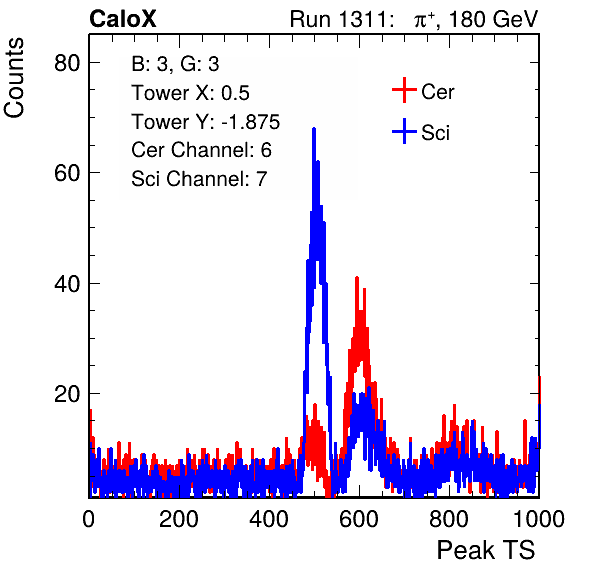 CaloX Run 1311: π+, 180 GeV
Counts
80
60
40
20
B: 3, G: 3
Tower X: 0.5
Tower Y: -1.875
Cer Channel: 6
Sci Channel: 7
Cer
Sci
0 200 400 600 800 1000
Peak TS